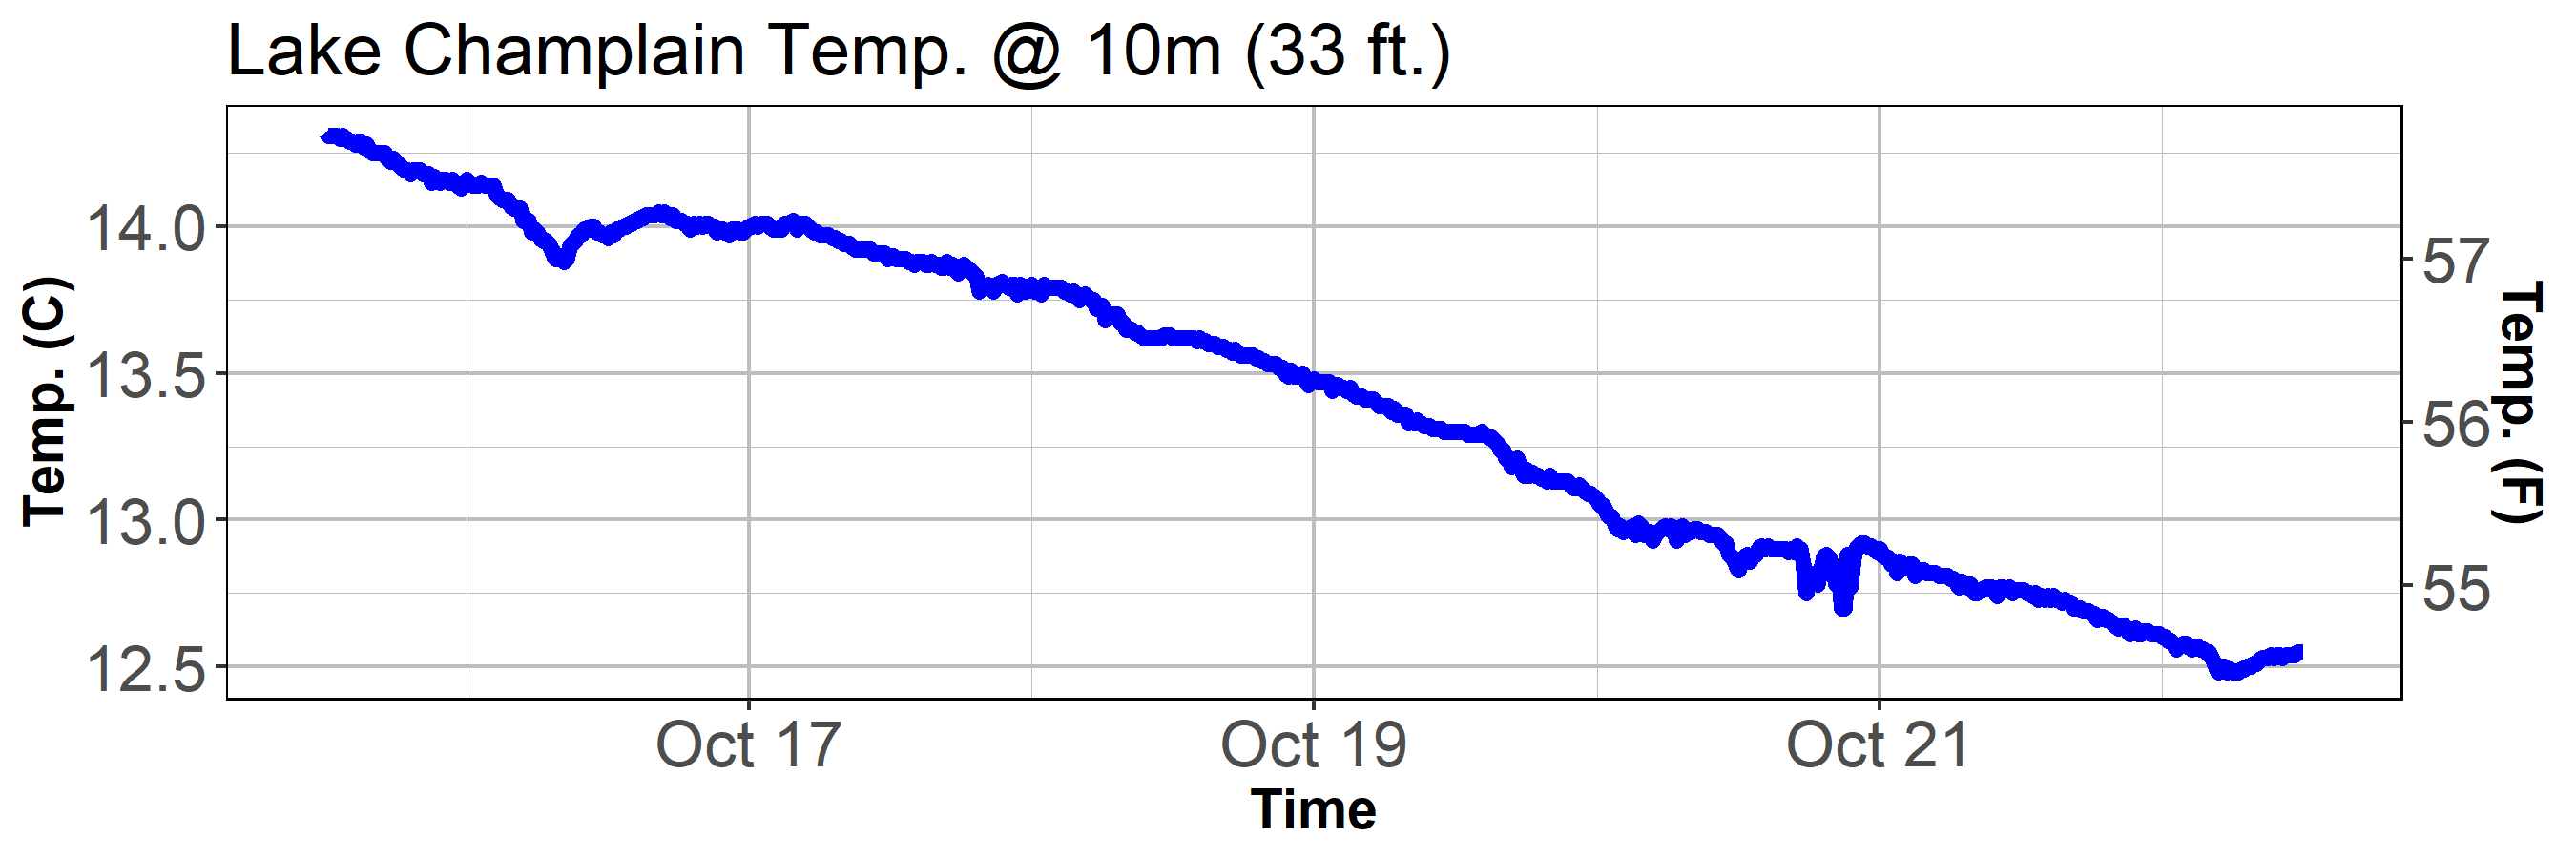 Lake Champlain Temp. @ 10m (33 ft.)
Temp. (C)
14.0
13.5
13.0
12.5
57
56
55
Temp. (F)
Oct 17
Oct 19
Oct 21
Time